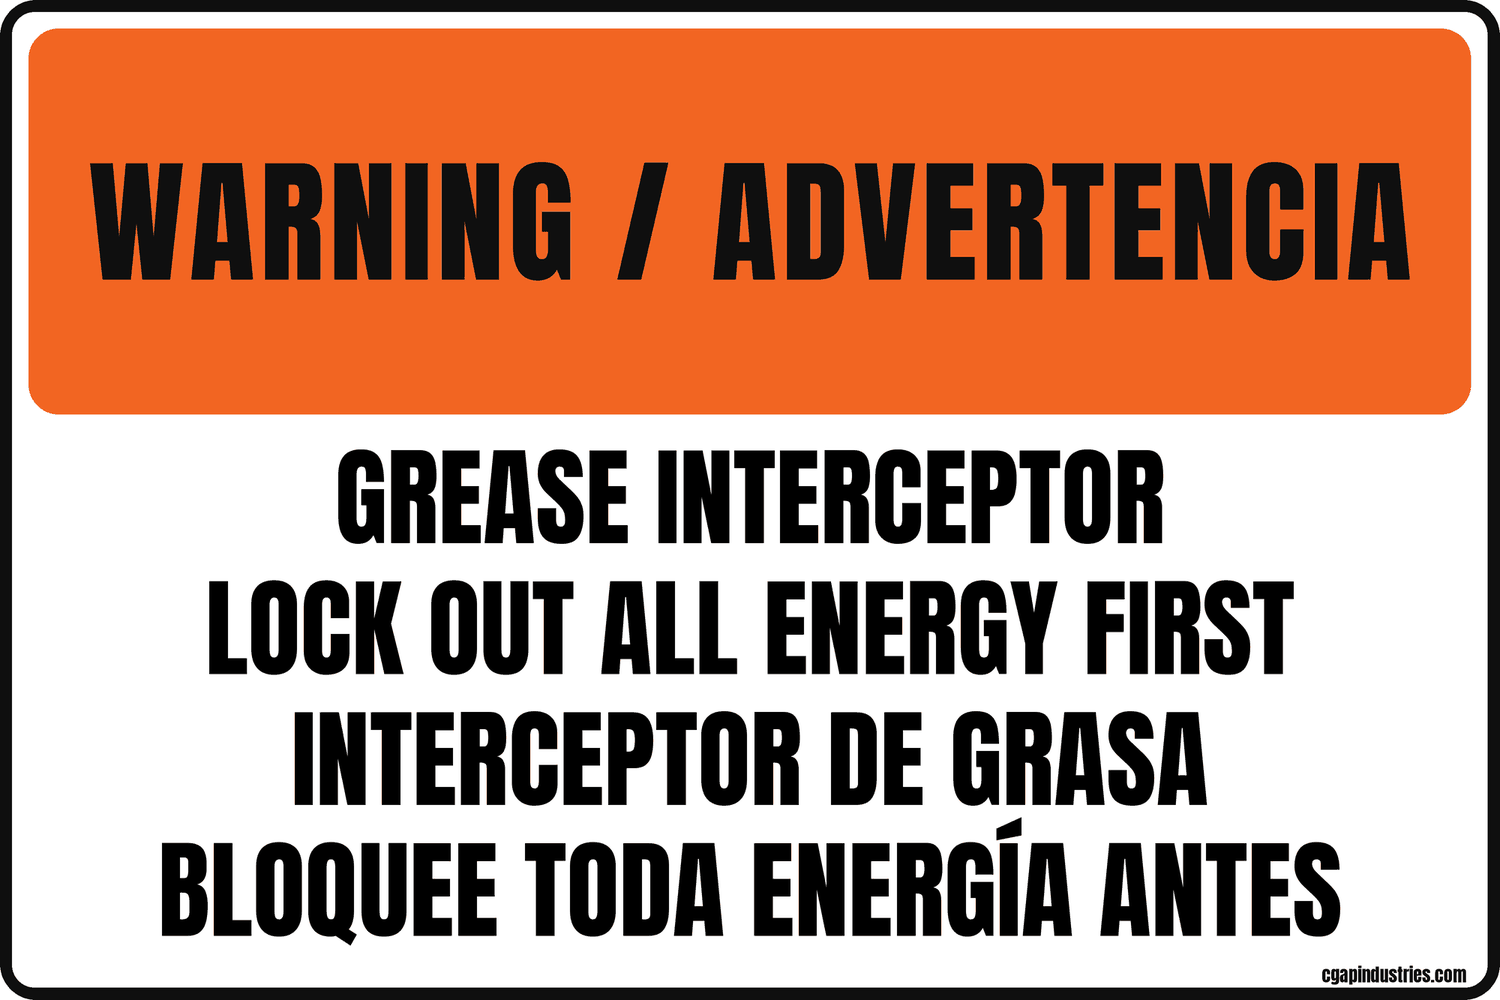 WARNING / ADVERTENCIA
GREASE INTERCEPTOR
LOCK OUT ALL ENERGY FIRST
INTERCEPTOR DE GRASA
BLOQUEE TODA ENERGÍA ANTES
cgapindustries.com